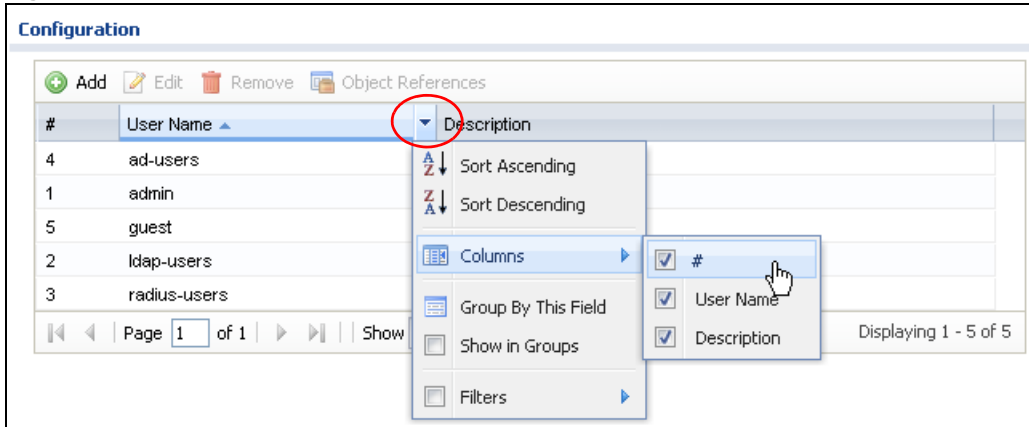 Configuration
Add Edit Remove Object References
# User Name Description
4 ad-users
1 admin
5 guest
2 ldap-users
3 radius-users
Page 1 of 1 Show Displaying 1 - 5 of 5
A Z Sort Ascending
Z A Sort Descending
Columns
Group By This Field
Show in Groups
Filters
#
User Name
Description